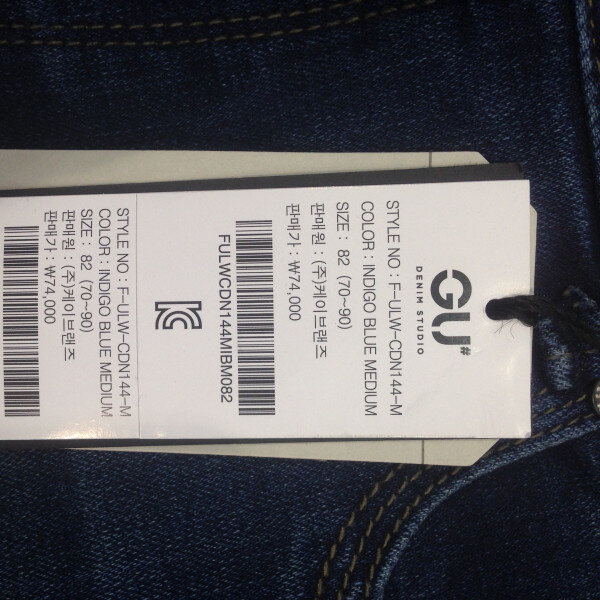 GU#
DENIM STUDIO
STYLE NO : F-ULW-CDN144-M
COLOR : INDIGO BLUE MEDIUM
SIZE : 82 (70~90)
판매원 : (주)케이브랜즈
판매가 : ₩74,000
FULWCDN144MIBM082
STYLE NO : F-ULW-CDN144-M
COLOR : INDIGO BLUE MEDIUM
SIZE : 82 (70~90)
판매원 : (주)케이브랜즈
판매가 : ₩74,000